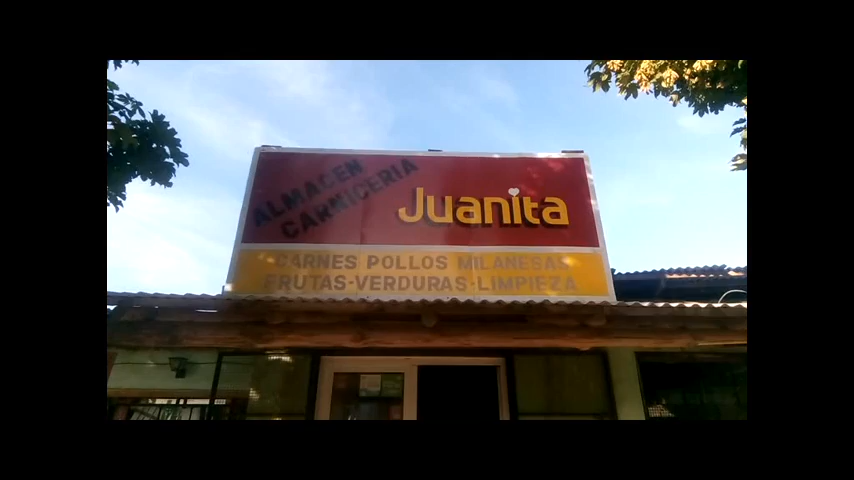 ALMACEN
CARNICERIA
Juanita
CARNES POLLOS MILANESAS
FRUTAS-VERDURAS-LIMPIEZA